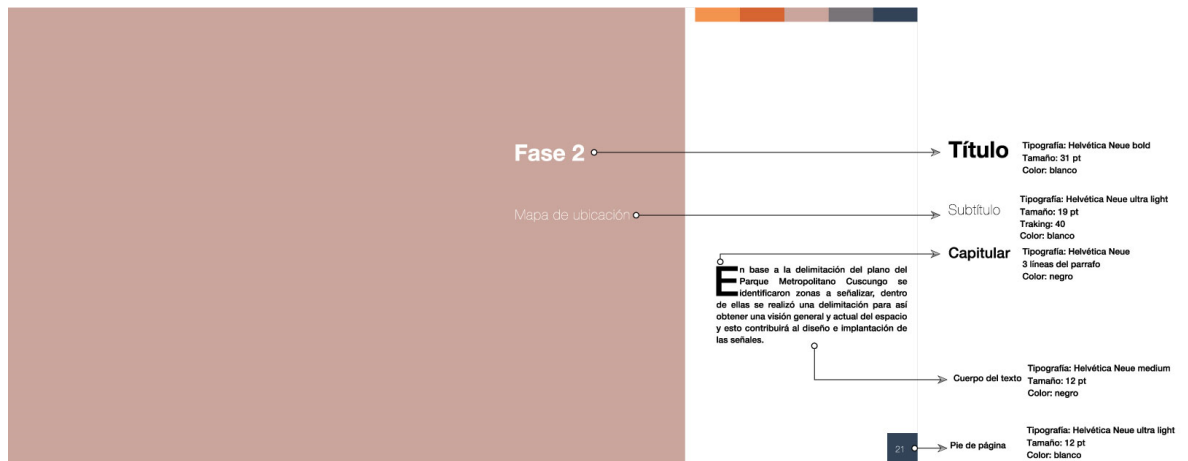 Fase 2
Mapa de ubicación
En base a la delimitación del plano del
Parque Metropolitano Cuscungo se
identificaron zonas a señalizar, dentro
de ellas se realizó una delimitación para así
obtener una visión general y actual del espacio
y esto contribuirá al diseño e implantación de
las señales.
21
Título
Tipografía: Helvética Neue bold
Tamaño: 31 pt
Color: blanco
Subtítulo
Tipografía: Helvética Neue ultra light
Tamaño: 19 pt
Traking: 40
Color: blanco
Capitular
Tipografía: Helvética Neue
3 líneas del parrafo
Color: negro
Cuerpo del texto
Tipografía: Helvética Neue medium
Tamaño: 12 pt
Color: negro
Pie de página
Tipografía: Helvética Neue ultra light
Tamaño: 12 pt
Color: blanco